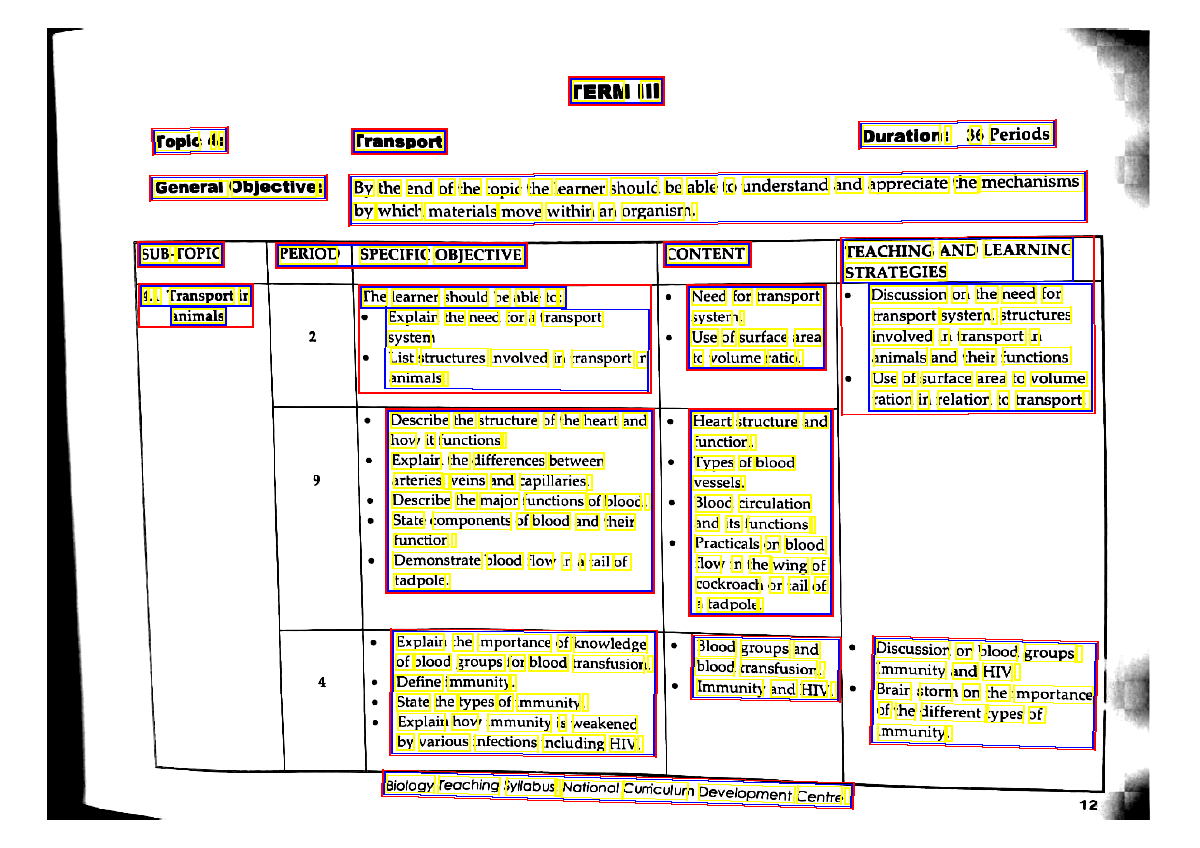 TERM III
Topic 4: Transport Duration: 36 Periods
General Objective: By the end of the topic the learner should be able to understand and appreciate the mechanisms
by which materials move within an organism.
SUB-TOPIC PERIOD SPECIFIC OBJECTIVE CONTENT TEACHING AND LEARNING
STRATEGIES
4.1 Transport in
animals
2
The learner should be able to:
• Explain the need for a transport
system
• List structures involved in transport in
animals
• Need for transport
system.
• Use of surface area
to volume ratio.
• Discussion on the need for
transport system, structures
involved in transport in
animals and their functions
• Use of surface area to volume
ration in relation to transport
9
• Describe the structure of the heart and
how it functions
• Explain the differences between
arteries veins and capillaries.
• Describe the major functions of blood.
• State components of blood and their
function
• Demonstrate blood flow in a tail of
tadpole.
• Heart structure and
function.
• Types of blood
vessels.
• Blood circulation
and its functions
• Practicals on blood
flow in the wing of
cockroach or tail of
a tadpole.
4
• Explain the importance of knowledge
of blood groups for blood transfusion.
• Define immunity.
• State the types of immunity.
• Explain how immunity is weakened
by various infections including HIV.
• Blood groups and
blood transfusion.
• Immunity and HIV.
• Discussion on blood groups
immunity and HIV
• Brain storm on the importance
of the different types of
immunity.
Biology Teaching Syllabus National Curriculum Development Centre
12